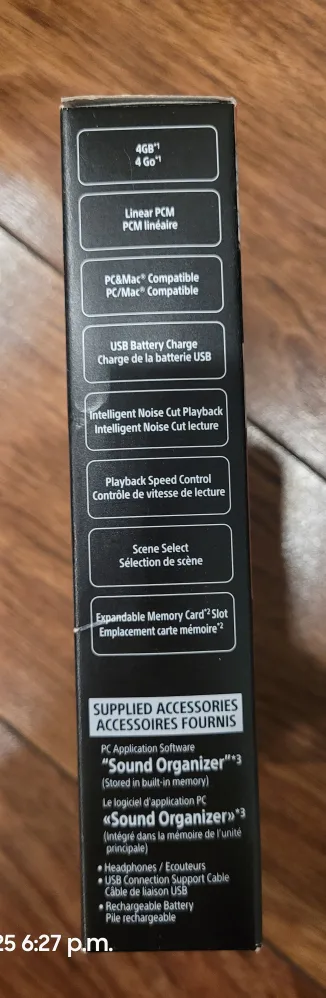 4GB*1
4 Go*1
Linear PCM
PCM linéaire
PC&Mac® Compatible
PC/Mac® Compatible
USB Battery Charge
Charge de la batterie USB
Intelligent Noise Cut Playback
Intelligent Noise Cut lecture
Playback Speed Control
Contrôle de vitesse de lecture
Scene Select
Sélection de scène
Expandable Memory Card*2 Slot
Emplacement carte mémoire*2
SUPPLIED ACCESSORIES
ACCESSOIRES FOURNIS
PC Application Software
"Sound Organizer"*3
(Stored in built-in memory)
Le logiciel d'application PC
«Sound Organizer»*3
(Intégré dans la mémoire de l'unité
principale)
• Headphones / Ecouteurs
• USB Connection Support Cable
Câble de liaison USB
• Rechargeable Battery
Pile rechargeable
25 6:27 p.m.